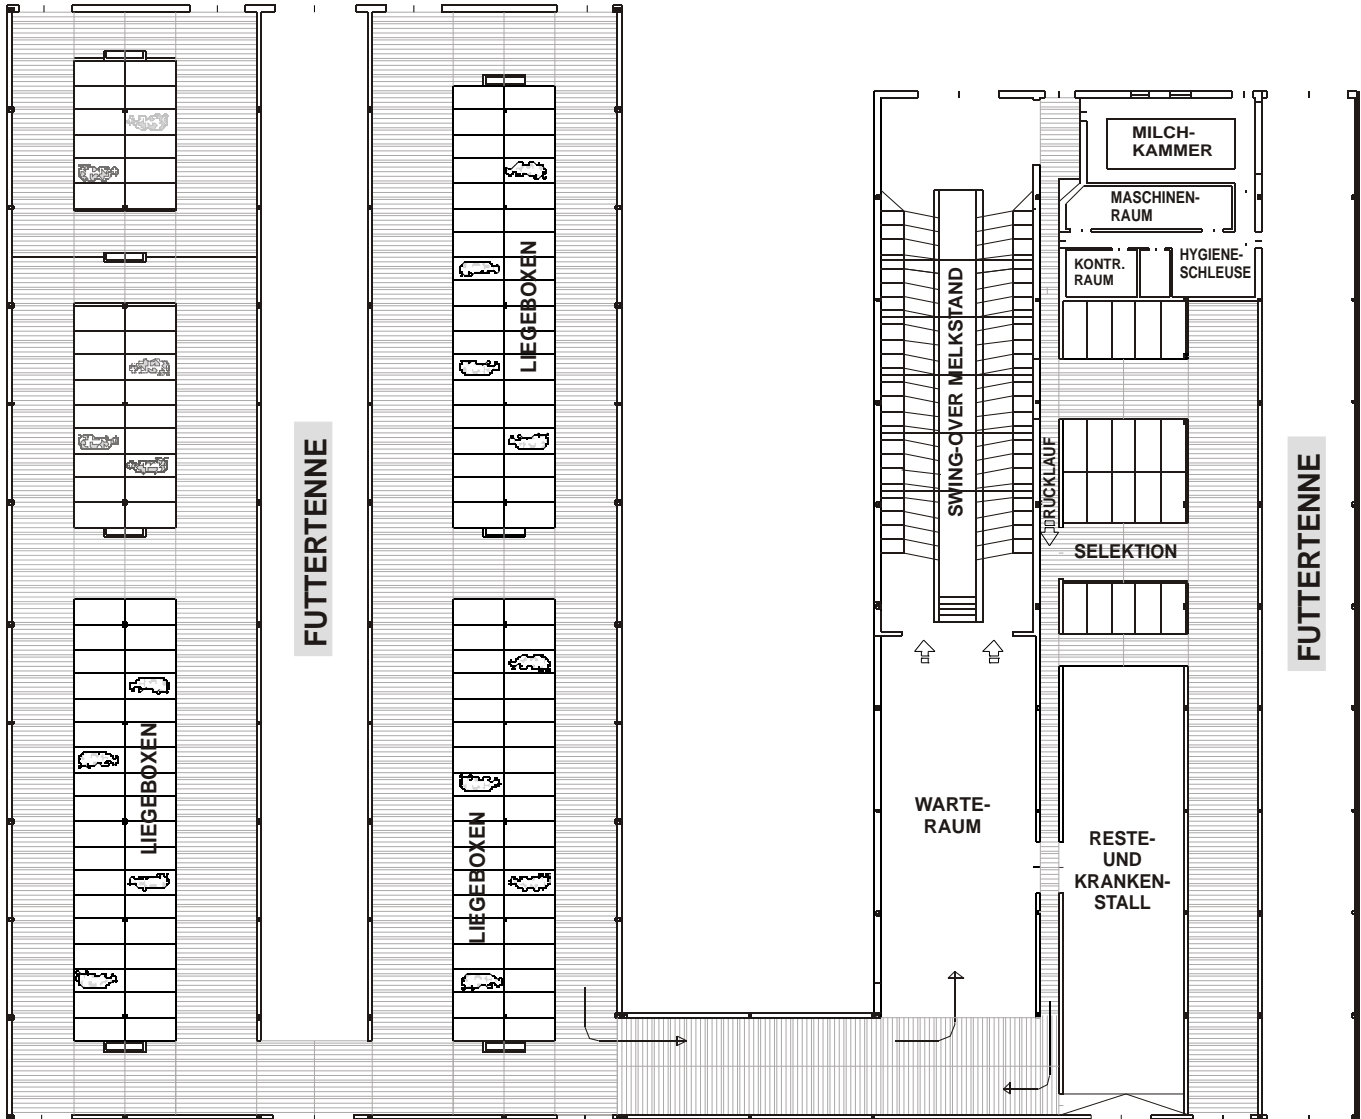 MILCH-
KAMMER
MASCHINEN-
RAUM
HYGIENE-
SCHLEUSE
KONTR.
RAUM
LIEGEBOXEN
SWING-OVER MELKSTAND
FUTTERTENNE
RÜCKLAUF
FUTTERTENNE
SELEKTION
LIEGEBOXEN
LIEGEBOXEN
WARTE-
RAUM
RESTE-
UND
KRANKEN-
STALL